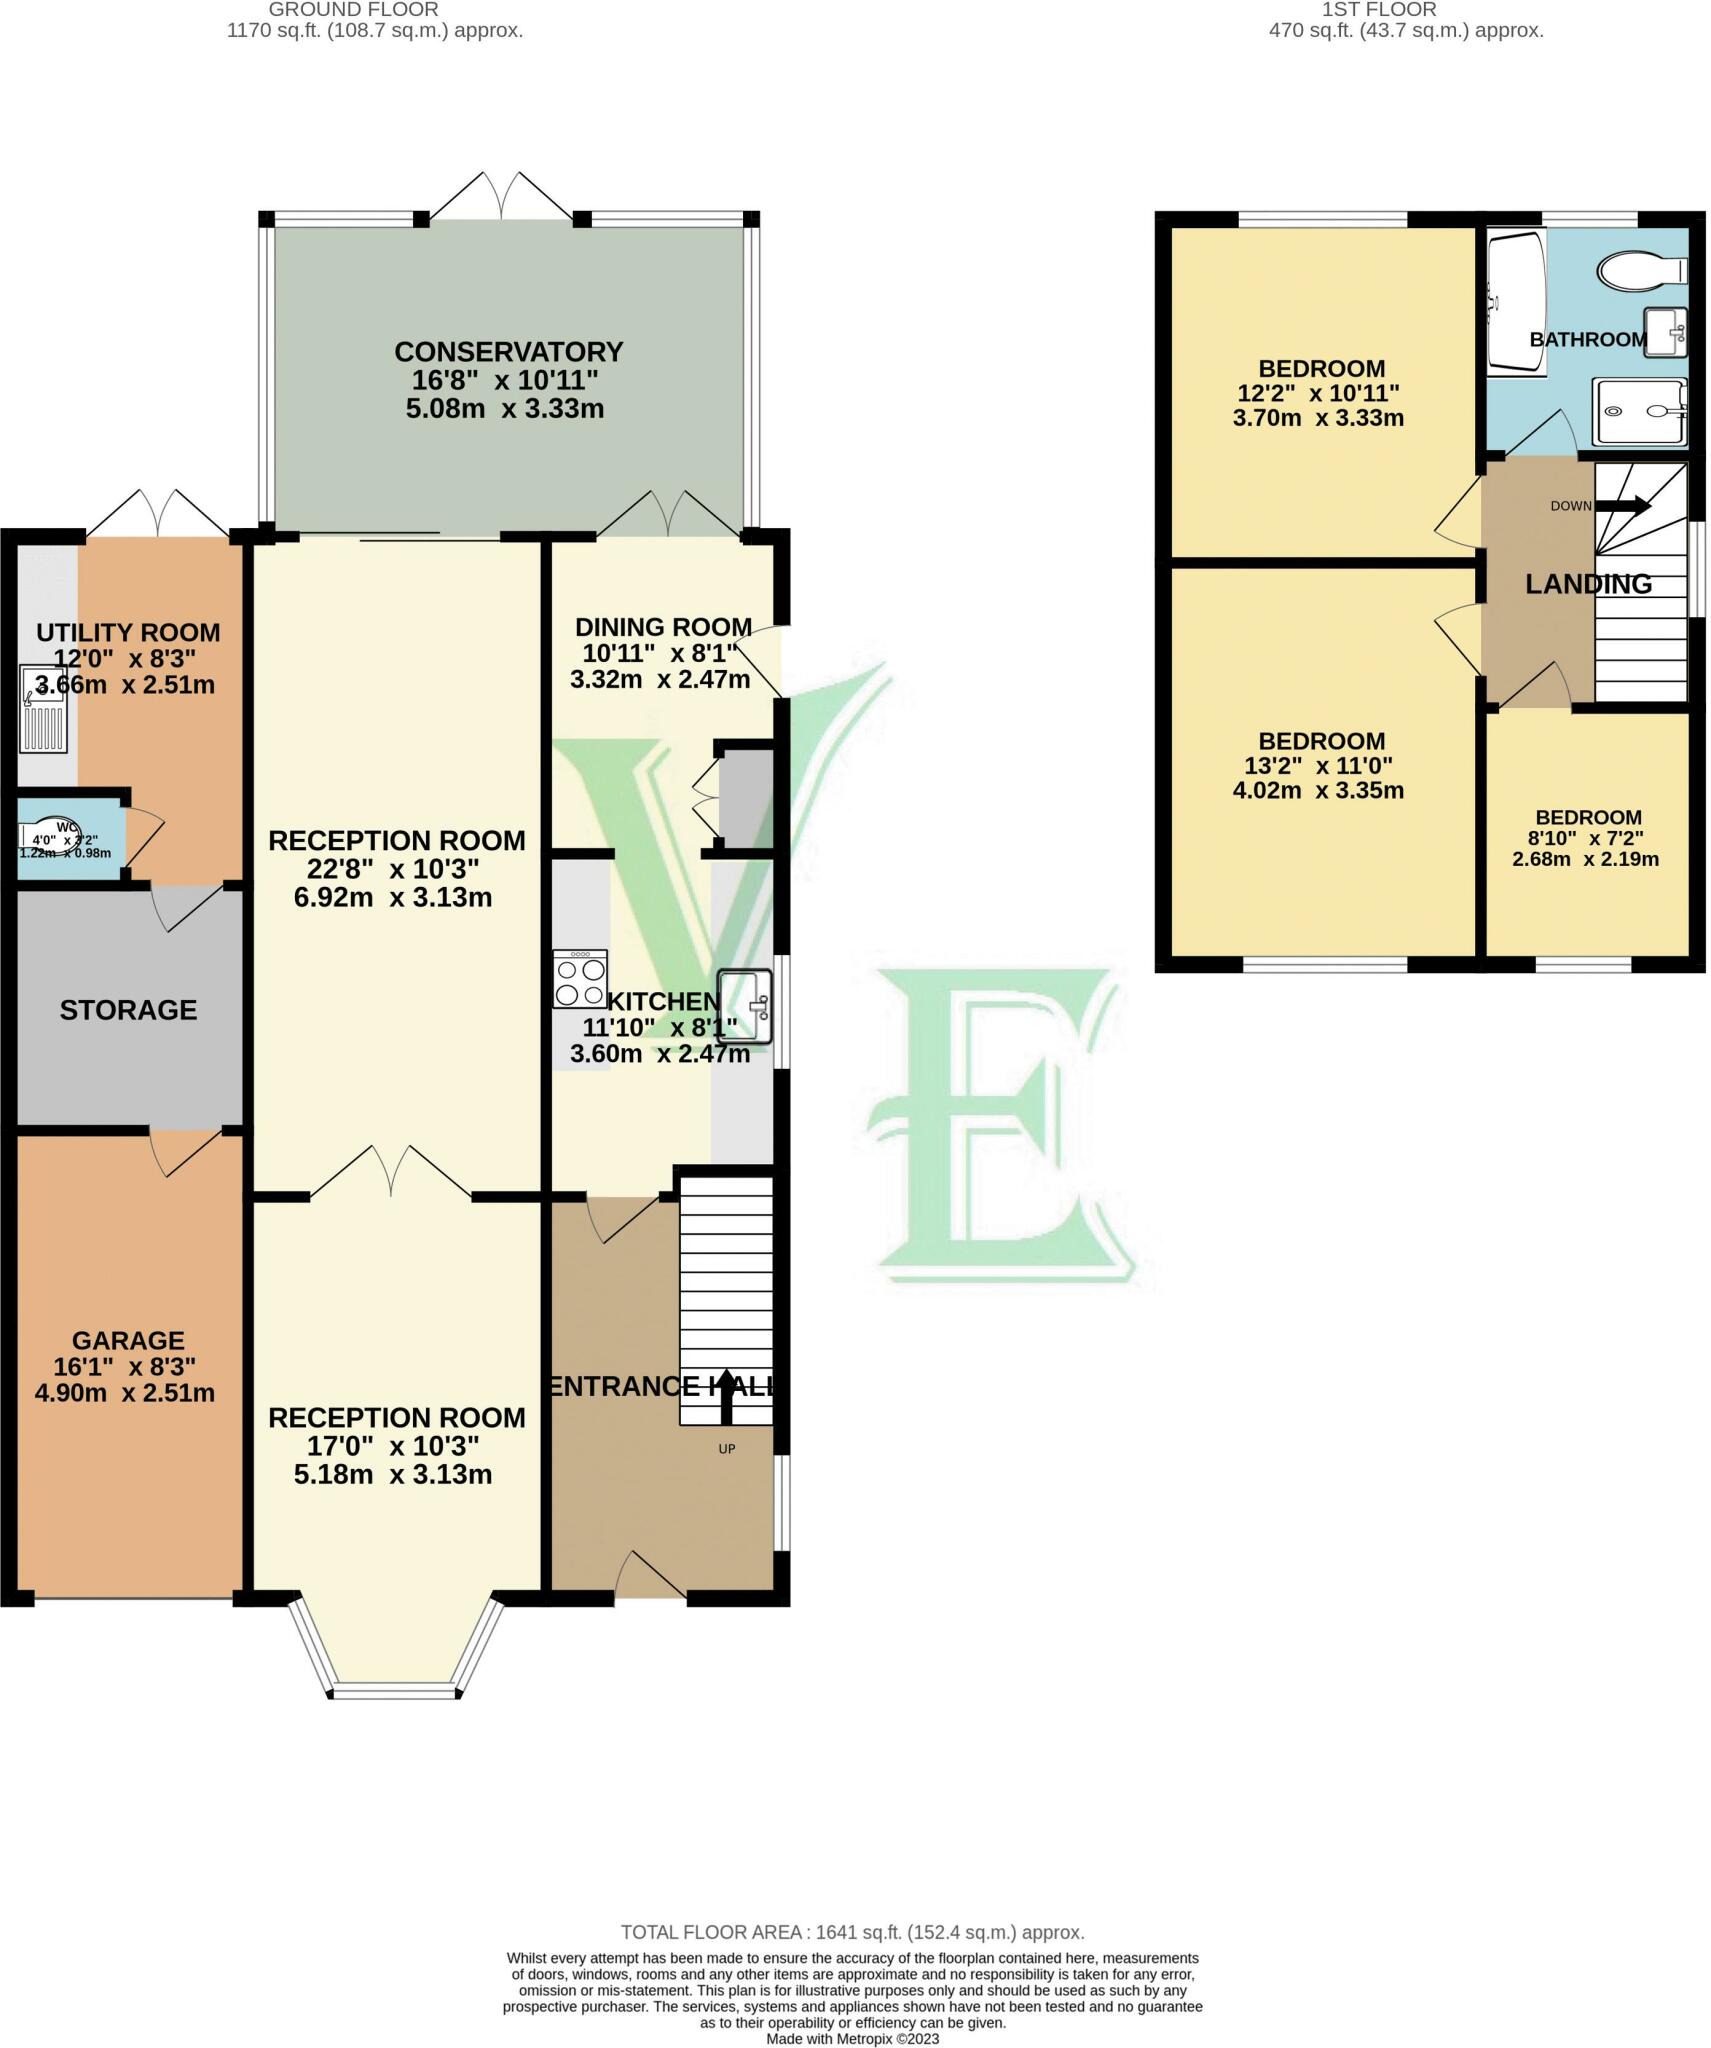 GROUND FLOOR
1170 sq.ft. (108.7 sq.m.) approx.
1ST FLOOR
470 sq.ft. (43.7 sq.m.) approx.
CONSERVATORY
16'8" x 10'11"
5.08m x 3.33m
UTILITY ROOM
12'0" x 8'3"
3.66m x 2.51m
DINING ROOM
10'11" x 8'1"
3.32m x 2.47m
WC
4'0" x 3'2"
1.22m x 0.98m
RECEPTION ROOM
22'8" x 10'3"
6.92m x 3.13m
STORAGE
KITCHEN
11'10" x 8'1"
3.60m x 2.47m
GARAGE
16'1" x 8'3"
4.90m x 2.51m
RECEPTION ROOM
17'0" x 10'3"
5.18m x 3.13m
ENTRANCE HALL
UP
BEDROOM
12'2" x 10'11"
3.70m x 3.33m
BATHROOM
DOWN
LANDING
BEDROOM
13'2" x 11'0"
4.02m x 3.35m
BEDROOM
8'10" x 7'2"
2.68m x 2.19m
V
E
TOTAL FLOOR AREA : 1641 sq.ft. (152.4 sq.m.) approx.
Whilst every attempt has been made to ensure the accuracy of the floorplan contained here, measurements
of doors, windows, rooms and any other items are approximate and no responsibility is taken for any error,
omission or mis-statement. This plan is for illustrative purposes only and should be used as such by any
prospective purchaser. The services, systems and appliances shown have not been tested and no guarantee
as to their operability or efficiency can be given.
Made with Metropix ©2023